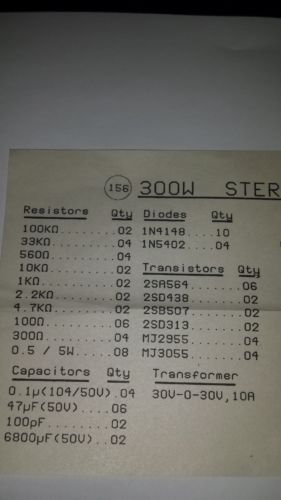 156 300W STER
Resistors Qty
100KΩ.........02
33KΩ..........04
560Ω..........04
10KΩ..........02
1KΩ...........02
2.2KΩ.........02
4.7KΩ.........02
100Ω..........06
300Ω..........04
0.5 / 5W......08
Capacitors Qty
0.1µ(104/50V).04
47µF(50V)....06
100pF........02
6800µF(50V)..02
Diodes Qty
1N4148....10
1N5402....04
Transistors Qty
2SA564........06
2SD438........02
2SB507........02
2SD313........02
MJ2955........04
MJ3055........04
Transformer
30V-0-30V,10A